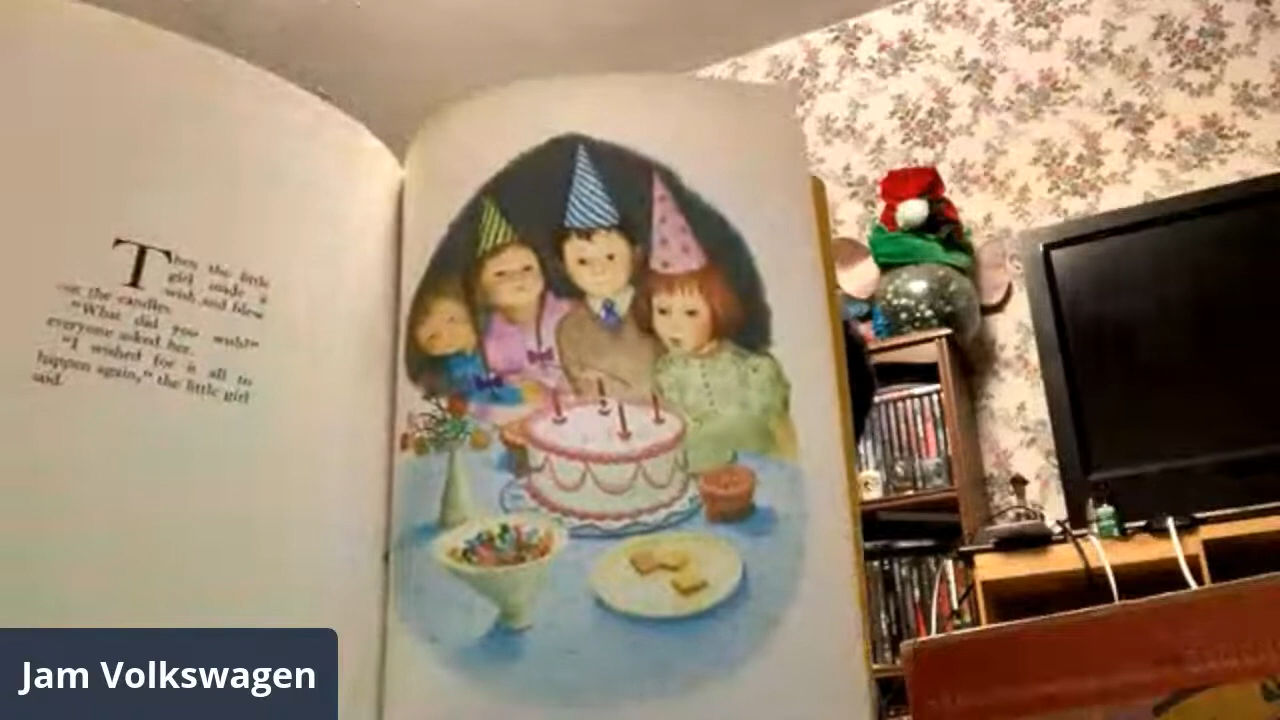 Then the little
girl made a
wish and blew
out the candles.
"What did you wish?"
everyone asked her.
"I wished for it all to
happen again," the little girl
said.
Jam Volkswagen